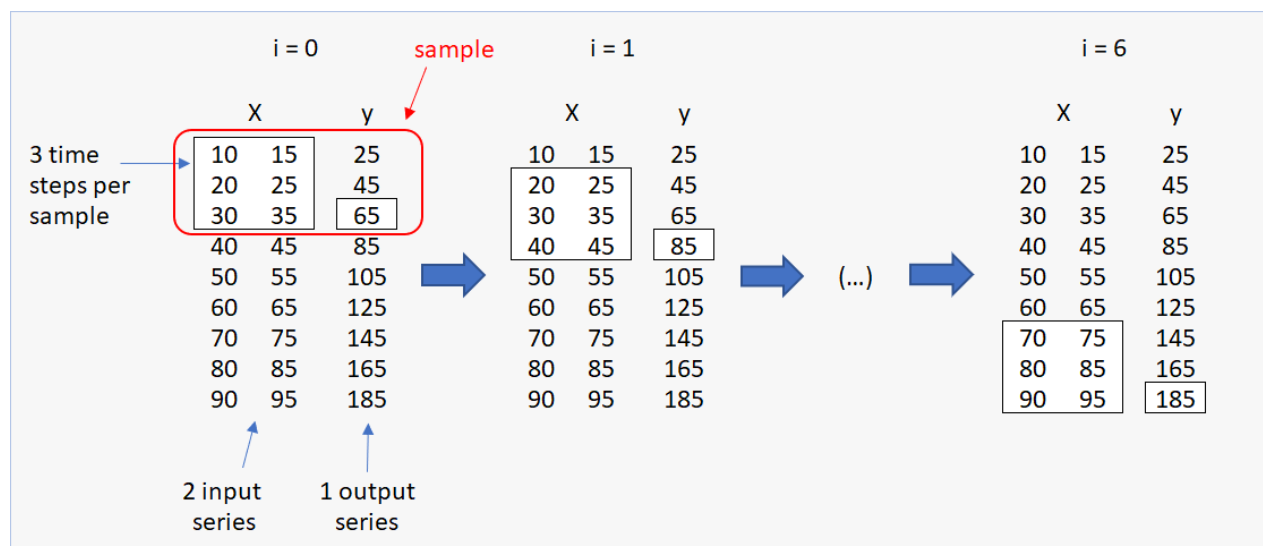 i = 0
sample
i = 1
i = 6
X y
X y
X y
3 time
steps per
sample
10 15 25
20 25 45
30 35 65
40 45 85
50 55 105
60 65 125
70 75 145
80 85 165
90 95 185
10 15 25
20 25 45
30 35 65
40 45 85
50 55 105
60 65 125
70 75 145
80 85 165
90 95 185
(...)
10 15 25
20 25 45
30 35 65
40 45 85
50 55 105
60 65 125
70 75 145
80 85 165
90 95 185
2 input
series
1 output
series